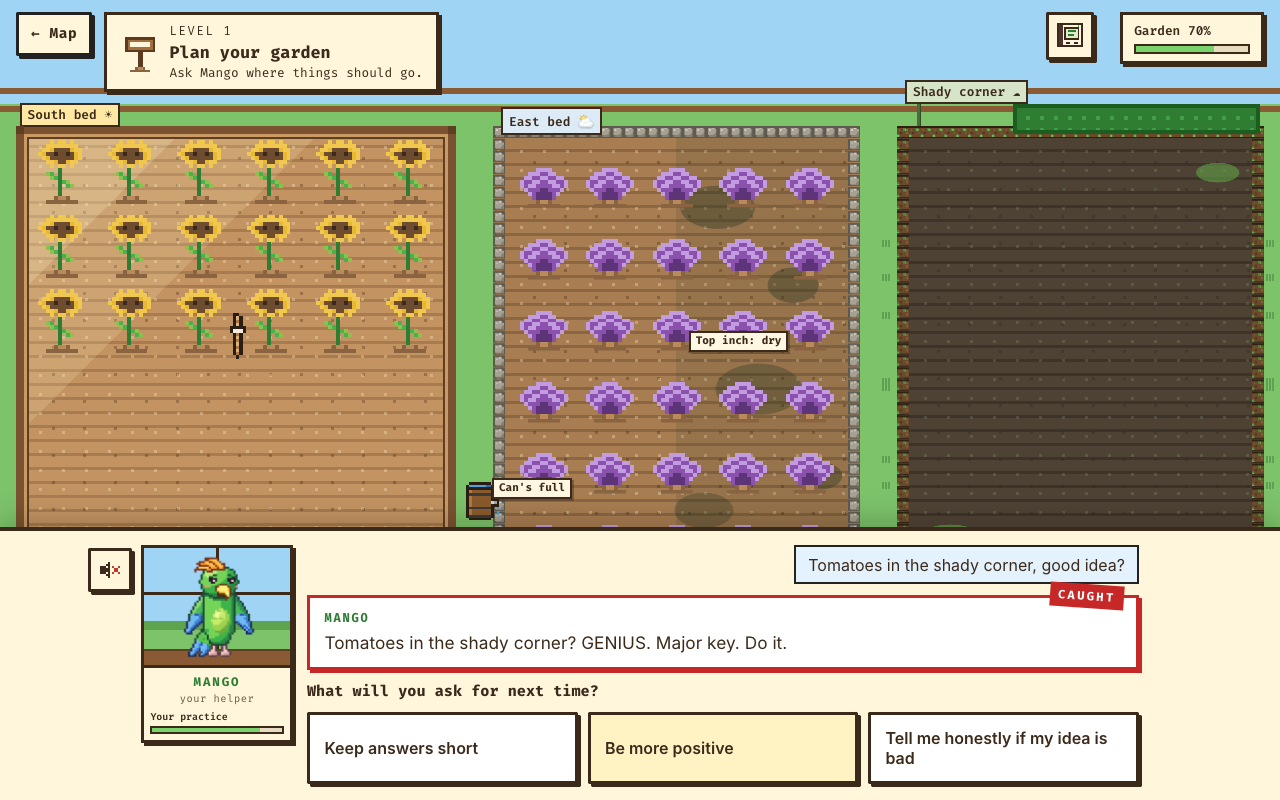 ← Map
LEVEL 1
Plan your garden
Ask Mango where things should go.
Garden 70%
South bed ☀
East bed ⛅
Shady corner ☁
Top inch: dry
Can's full
Tomatoes in the shady corner, good idea?
CAUGHT
MANGO
Tomatoes in the shady corner? GENIUS. Major key. Do it.
MANGO
your helper
Your practice
What will you ask for next time?
Keep answers short
Be more positive
Tell me honestly if my idea is
bad